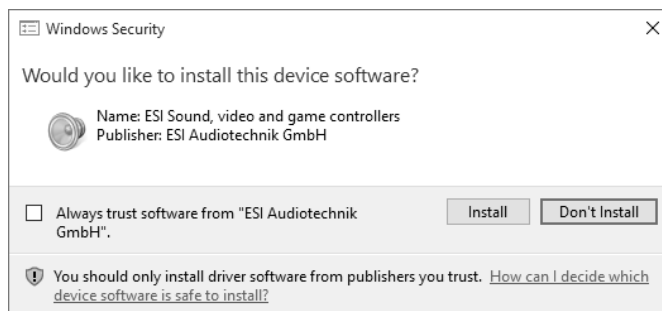 Windows Security
Would you like to install this device software?
Name: ESI Sound, video and game controllers
Publisher: ESI Audiotechnik GmbH
Always trust software from "ESI Audiotechnik
GmbH".
Install
Don't Install
You should only install driver software from publishers you trust. How can I decide which
device software is safe to install?